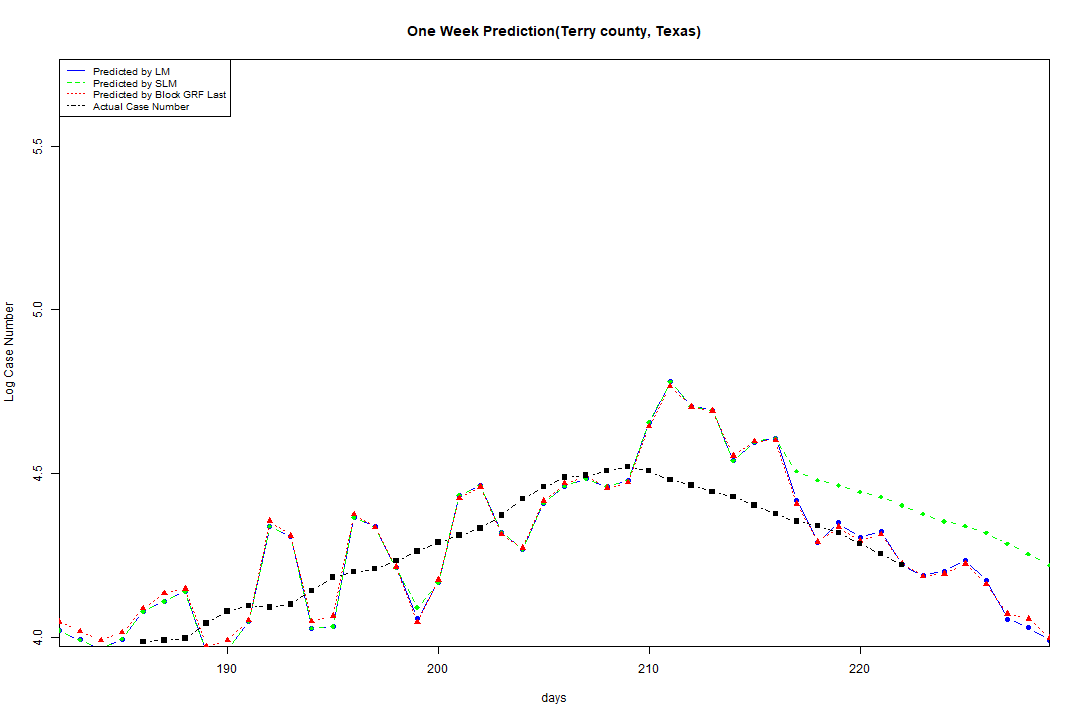 One Week Prediction(Terry county, Texas)
Predicted by LM
Predicted by SLM
Predicted by Block GRF Last
Actual Case Number
5.5
5.0
4.5
4.0
Log Case Number
190 200 210 220
days